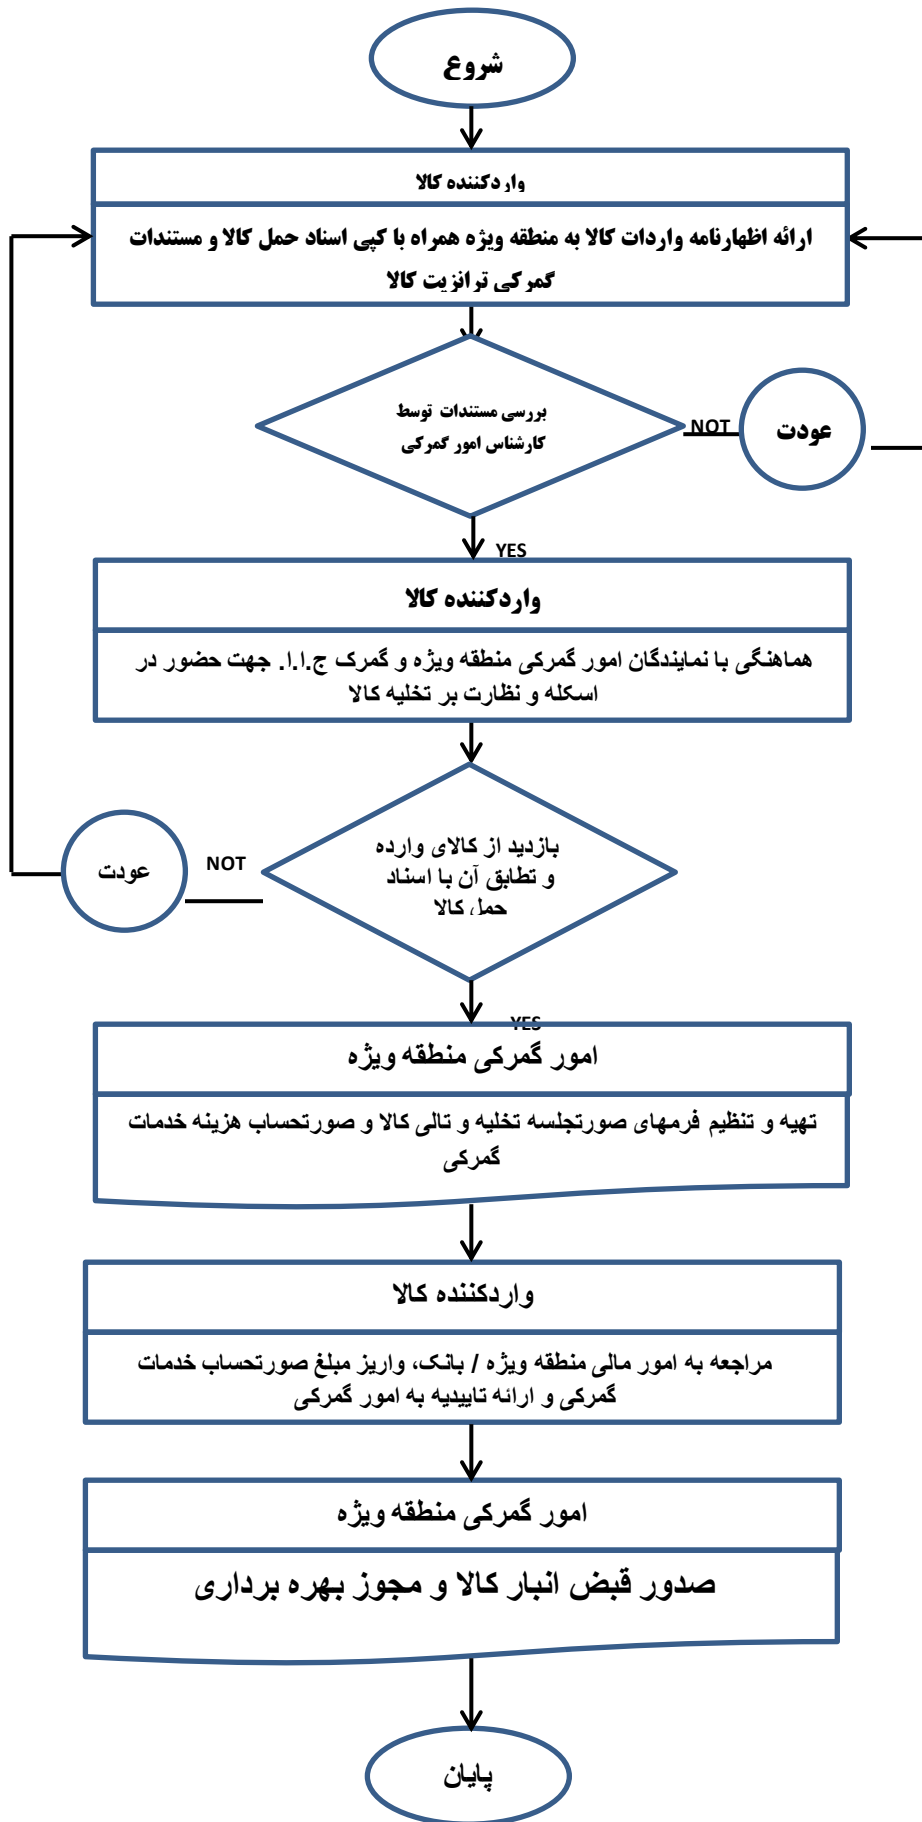 شروع
واردکننده کالا
ارائه اظهارنامه واردات کالا به منطقه ویژه همراه با کپی اسناد حمل کالا و مستندات
گمرکی ترانزیت کالا
بررسی مستندات توسط
کارشناس امور گمرکی
NOT
عودت
YES
واردکننده کالا
هماهنگی با نمایندگان امور گمرکی منطقه ویژه و گمرک ج.ا.ا. جهت حضور در
اسکله و نظارت بر تخلیه کالا
بازدید از کالای وارده
و تطابق آن با اسناد
حمل کالا
NOT
عودت
YES
امور گمرکی منطقه ویژه
تهیه و تنظیم فرمهای صورتجلسه تخلیه و تالی کالا و صورتحساب هزینه خدمات
گمرکی
واردکننده کالا
مراجعه به امور مالی منطقه ویژه / بانک، واریز مبلغ صورتحساب خدمات
گمرکی و ارائه تاییدیه به امور گمرکی
امور گمرکی منطقه ویژه
صدور قبض انبار کالا و مجوز بهره برداری
پایان